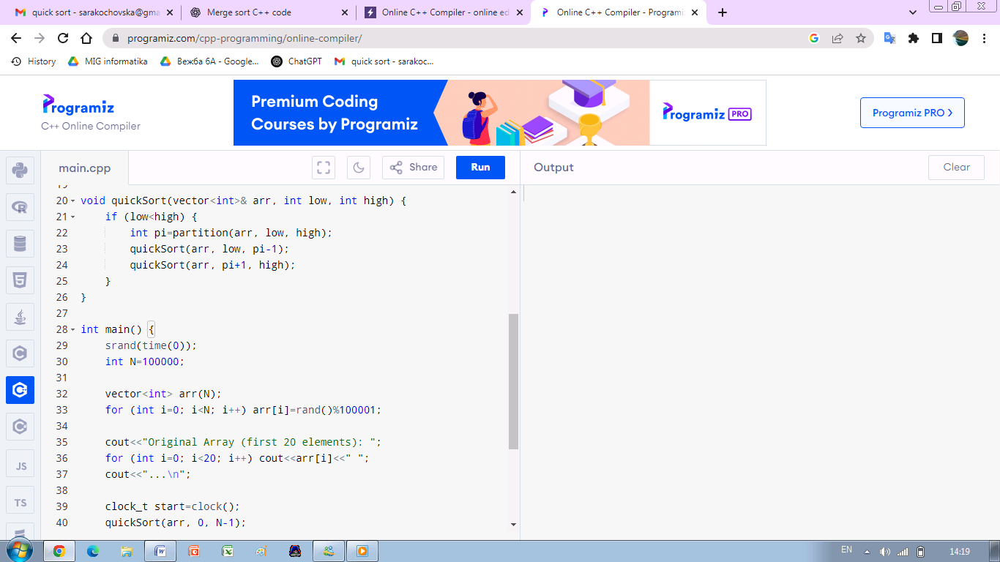 quick sort - sarakochovska@gma
Merge sort C++ code
Online C++ Compiler - online ed
Online C++ Compiler - Programi
programiz.com/cpp-programming/online-compiler/
History
MIG informatika
Вежба 6А - Google...
ChatGPT
quick sort - sarakoc...
Programiz
C++ Online Compiler
Premium Coding
Courses by Programiz
Programiz PRO
Programiz PRO >
main.cpp
Share
Run
Output
Clear
19
20 void quickSort(vector<int>& arr, int low, int high) {
21 if (low<high) {
22 int pi=partition(arr, low, high);
23 quickSort(arr, low, pi-1);
24 quickSort(arr, pi+1, high);
25 }
26 }
27
28 int main() {
29 srand(time(0));
30 int N=100000;
31
32 vector<int> arr(N);
33 for (int i=0; i<N; i++) arr[i]=rand()%100001;
34
35 cout<<"Original Array (first 20 elements): ";
36 for (int i=0; i<20; i++) cout<<arr[i]<<" ";
37 cout<<"...\n";
38
39 clock_t start=clock();
40 quickSort(arr, 0, N-1);
JS
TS
EN
14:19